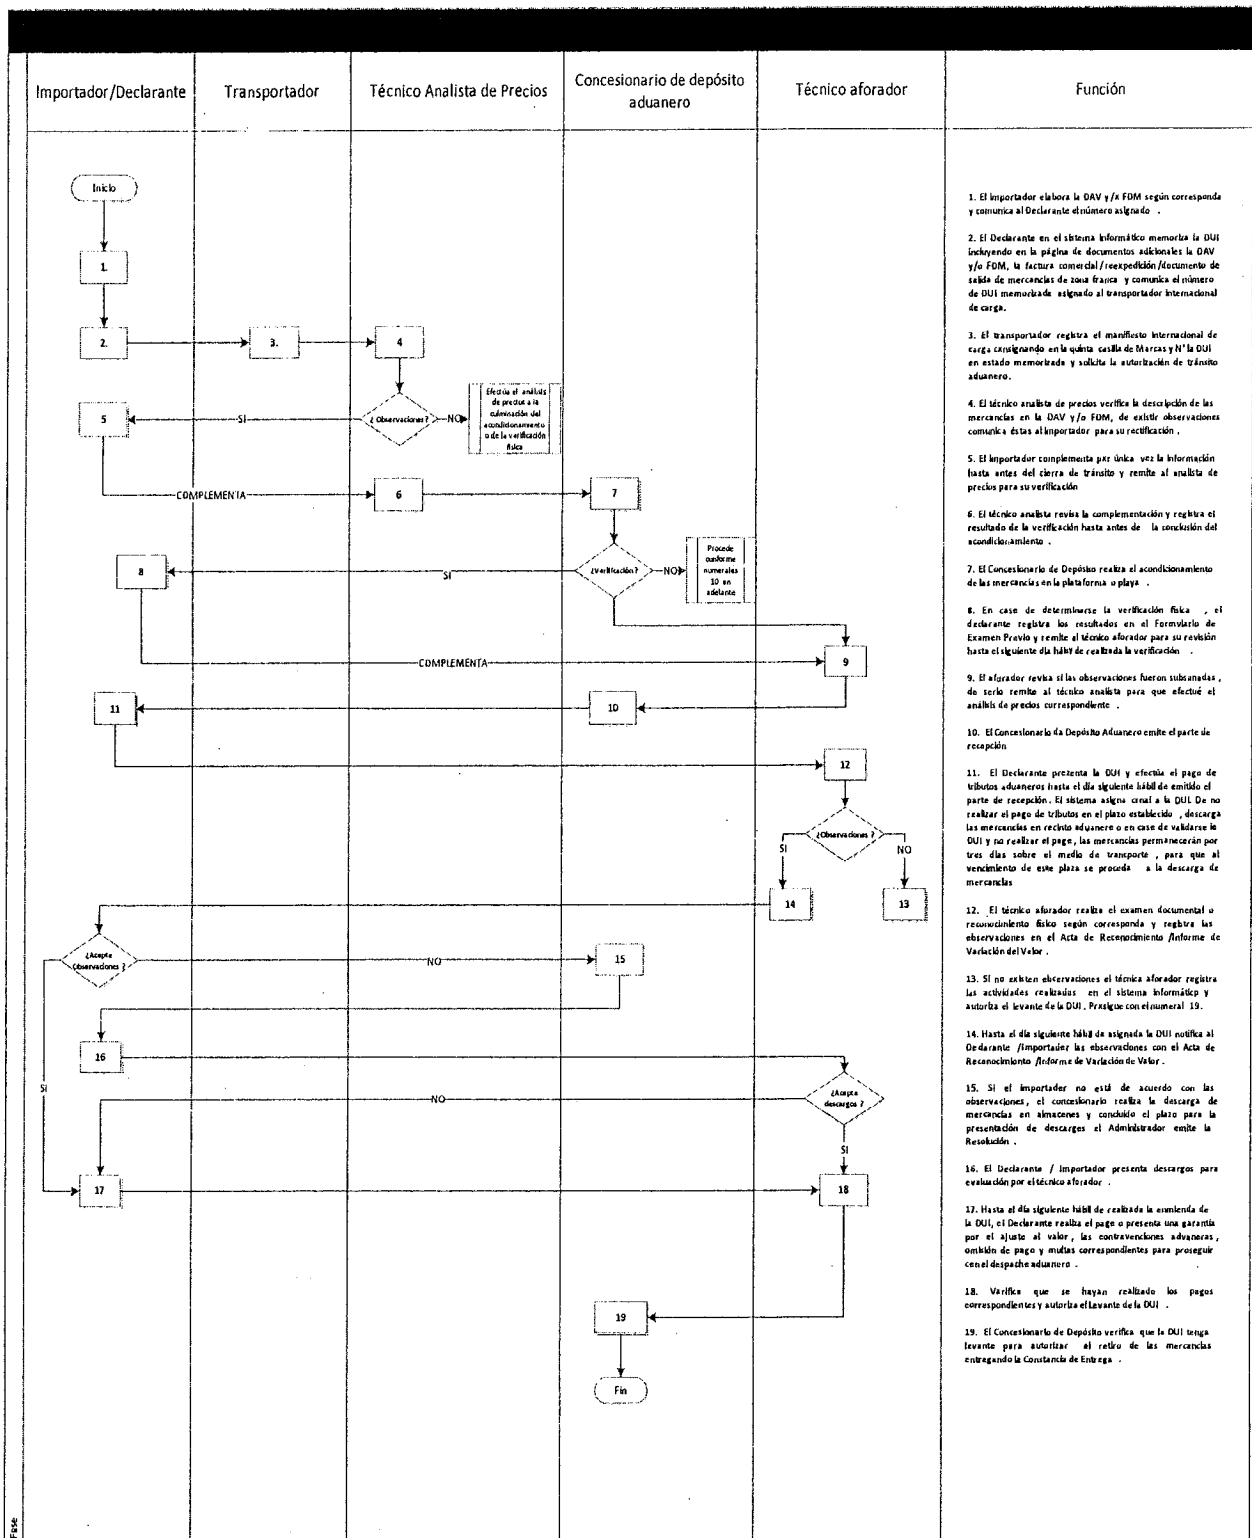 Importador/Declarante
Transportador
Técnico Analista de Precios
Concesionario de depósito
aduanero
Técnico aforador
Función
Inicio
1.
2.
3.
4
¿ Observaciones ?
SI
NO
Efectúa el análisis
de precios a la
culminación del
acondicionamiento
o de la verificación
física
5
COMPLEMENTA
6
7
¿Verificación?
SI
NO
Procede
conforme
numerales
10 en
adelante
8
COMPLEMENTA
9
10
11
12
¿Observaciones ?
SI
NO
14
13
¿Acepta
Observaciones ?
NO
15
16
SI
NO
¿Acepta
descargos ?
SI
17
18
19
Fin
Fase
1. El Importador elabora la DAV y/o FDM según corresponda
y comunica al Declarante el número asignado .
2. El Declarante en el sistema informático memoriza la DUI
incluyendo en la página de documentos adicionales la DAV
y/o FDM, la factura comercial/reexpedición/documento de
salida de mercancías de zona franca y comunica el número
de DUI memorizada asignado al transportador internacional
de carga.
3. El transportador registra el manifiesto internacional de
carga consignando en la quinta casilla de Marcas y N° la DUI
en estado memorizada y solicita la autorización de tránsito
aduanero.
4. El técnico analista de precios verifica la descripción de las
mercancías en la DAV y/o FDM, de existir observaciones
comunica éstas al importador para su rectificación .
5. El importador complementa por única vez la información
hasta antes del cierre de tránsito y remite al analista de
precios para su verificación
6. El técnico analista revisa la complementación y registra el
resultado de la verificación hasta antes de la conclusión del
acondicionamiento .
7. El Concesionario de Depósito realiza el acondicionamiento
de las mercancías en la plataforma o playa .
8. En caso de determinarse la verificación física , el
declarante registra los resultados en el Formulario de
Examen Previo y remite al técnico aforador para su revisión
hasta el siguiente día hábil de realizada la verificación .
9. El aforador revisa si las observaciones fueron subsanadas ,
de serlo remite al técnico analista para que efectué el
análisis de precios correspondiente .
10. El Concesionario de Depósito Aduanero emite el parte de
recepción
11. El Declarante presenta la DUI y efectúa el pago de
tributos aduaneros hasta el día siguiente hábil de emitido el
parte de recepción. El sistema asigna canal a la DUI. De no
realizar el pago de tributos en el plazo establecido , descarga
las mercancías en recinto aduanero o en caso de validarse la
DUI y no realizar el pago, las mercancías permanecerán por
tres días sobre el medio de transporte , para que al
vencimiento de este plazo se proceda a la descarga de
mercancías
12. El técnico aforador realiza el examen documental o
reconocimiento físico según corresponda y registra las
observaciones en el Acta de Reconocimiento /Informe de
Variación del Valor .
13. Si no existen observaciones el técnico aforador registra
las actividades realizadas en el sistema informático y
autoriza el levante de la DUI. Prosigue con el numeral 19.
14. Hasta el día siguiente hábil de asignada la DUI notifica al
Declarante /Importador las observaciones con el Acta de
Reconocimiento /Informe de Variación de Valor .
15. Si el importador no está de acuerdo con las
observaciones, el concesionario realiza la descarga de
mercancías en almacenes y concluido el plazo para la
presentación de descargos el Administrador emite la
Resolución .
16. El Declarante / Importador presenta descargos para
evaluación por el técnico aforador .
17. Hasta el día siguiente hábil de realizada la enmienda de
la DUI, el Declarante realiza el pago o presenta una garantía
por el ajuste al valor, las contravenciones aduaneras,
omisión de pago y multas correspondientes para proseguir
con el despacho aduanero .
18. Verifica que se hayan realizado los pagos
correspondientes y autoriza el Levante de la DUI .
19. El Concesionario de Depósito verifica que la DUI tenga
levante para autorizar el retiro de las mercancías
entregando la Constancia de Entrega .